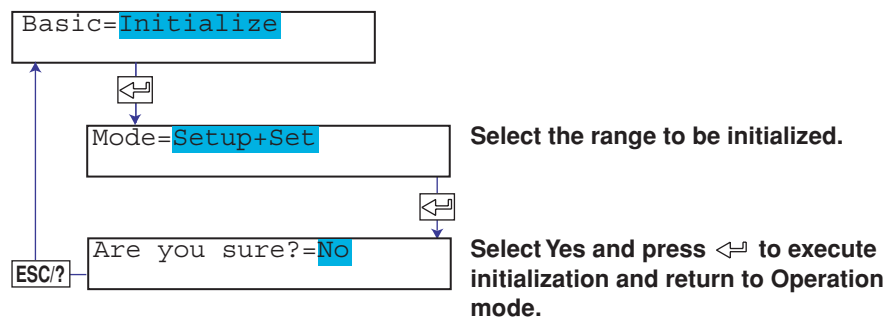 Basic=Initialize
Mode=Setup+Set
Select the range to be initialized.
Are you sure?=No
ESC/?
Select Yes and press to execute
initialization and return to Operation
mode.